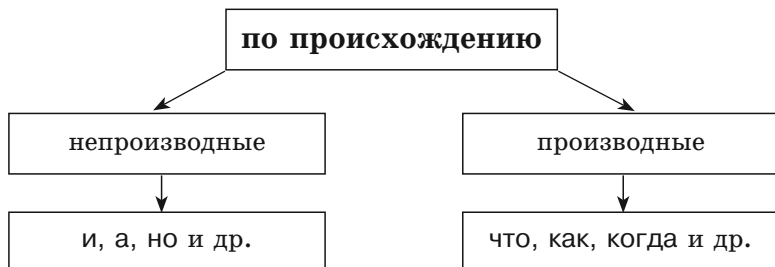 по происхождению
непроизводные
производные
и, а, но и др.
что, как, когда и др.